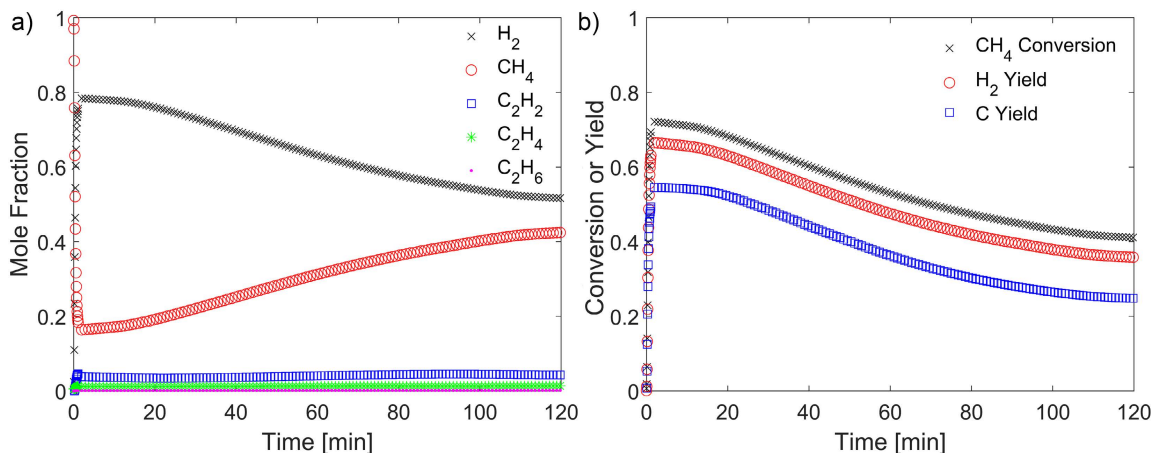 a)
Mole Fraction
1
0.8
0.6
0.4
0.2
0
0 20 40 60 80 100 120
Time [min]
H₂
CH₄
C₂H₂
C₂H₄
C₂H₆
b)
Conversion or Yield
1
0.8
0.6
0.4
0.2
0
0 20 40 60 80 100 120
Time [min]
CH₄ Conversion
H₂ Yield
C Yield